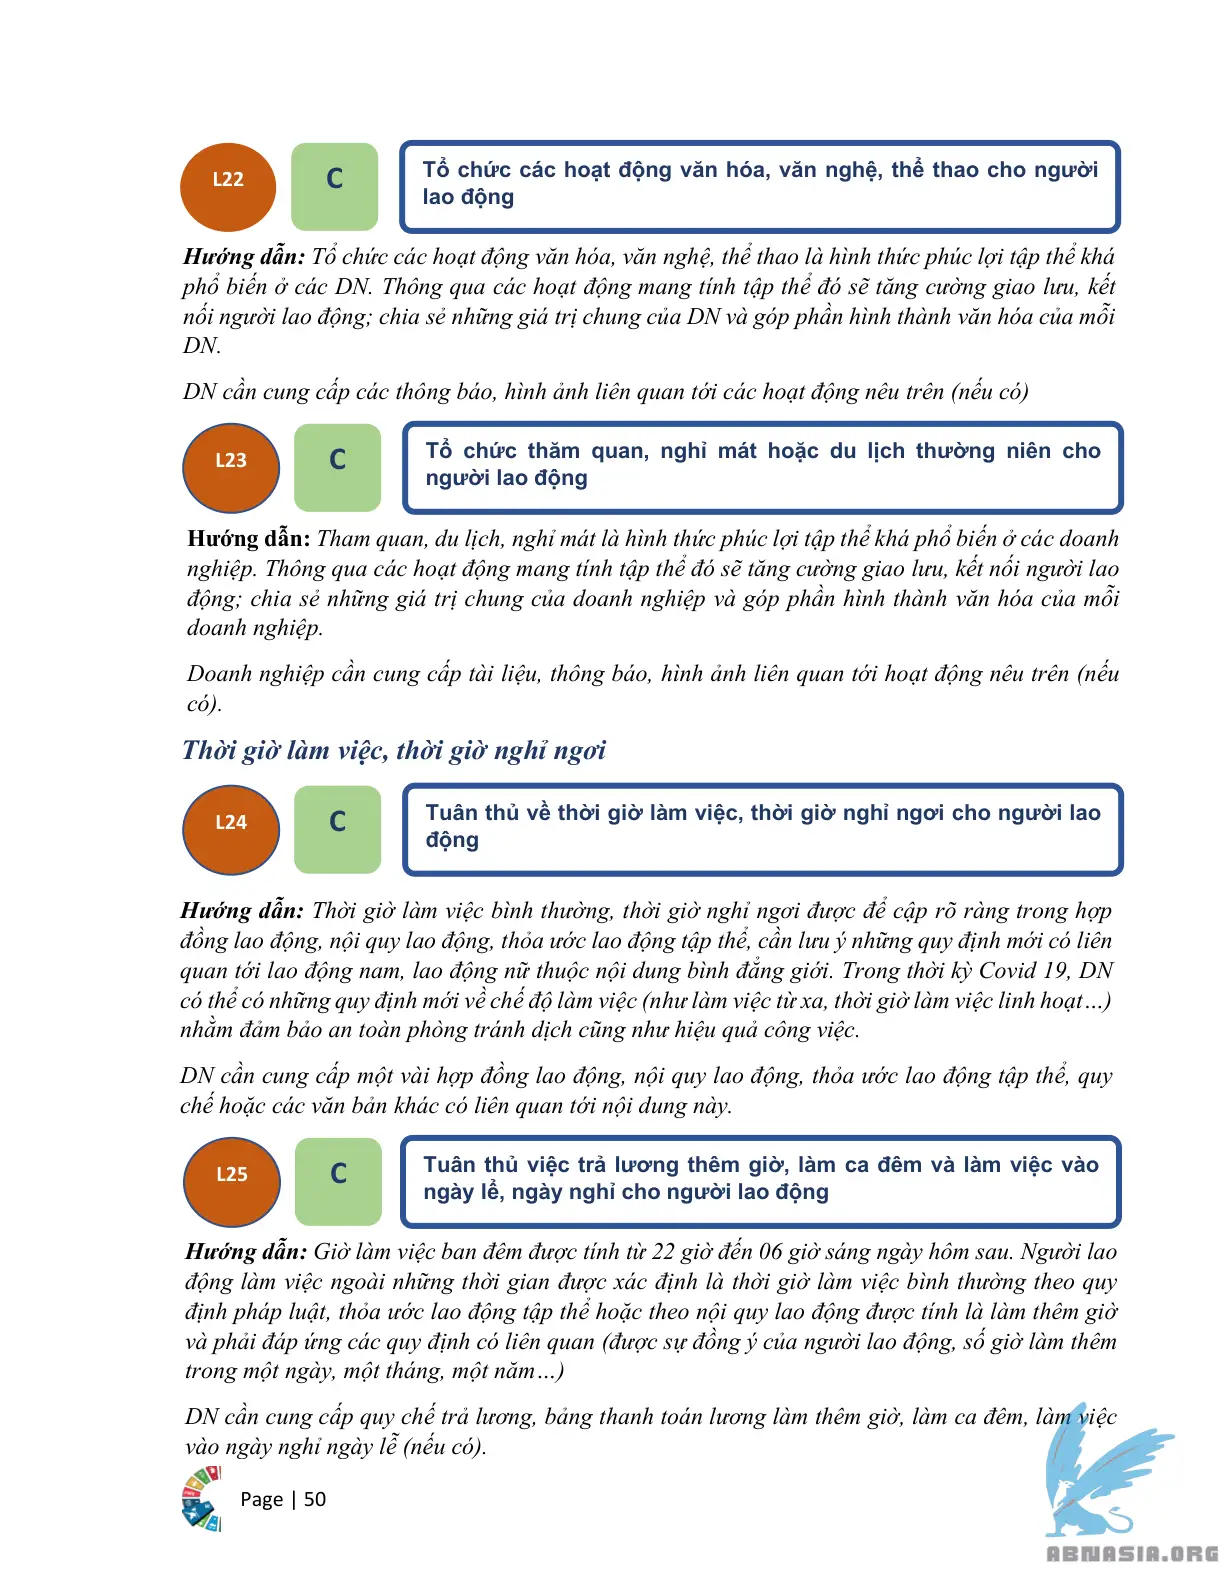 L22
C
Tổ chức các hoạt động văn hóa, văn nghệ, thể thao cho người
lao động
Hướng dẫn: Tổ chức các hoạt động văn hóa, văn nghệ, thể thao là hình thức phúc lợi tập thể khá
phổ biến ở các DN. Thông qua các hoạt động mang tính tập thể đó sẽ tăng cường giao lưu, kết
nối người lao động; chia sẻ những giá trị chung của DN và góp phần hình thành văn hóa của mỗi
DN.
DN cần cung cấp các thông báo, hình ảnh liên quan tới các hoạt động nêu trên (nếu có)
L23
C
Tổ chức thăm quan, nghỉ mát hoặc du lịch thường niên cho
người lao động
Hướng dẫn: Tham quan, du lịch, nghỉ mát là hình thức phúc lợi tập thể khá phổ biến ở các doanh
nghiệp. Thông qua các hoạt động mang tính tập thể đó sẽ tăng cường giao lưu, kết nối người lao
động; chia sẻ những giá trị chung của doanh nghiệp và góp phần hình thành văn hóa của mỗi
doanh nghiệp.
Doanh nghiệp cần cung cấp tài liệu, thông báo, hình ảnh liên quan tới hoạt động nêu trên (nếu
có).
Thời giờ làm việc, thời giờ nghỉ ngơi
L24
C
Tuân thủ về thời giờ làm việc, thời giờ nghỉ ngơi cho người lao
động
Hướng dẫn: Thời giờ làm việc bình thường, thời giờ nghỉ ngơi được để cập rõ ràng trong hợp
đồng lao động, nội quy lao động, thỏa ước lao động tập thể, cần lưu ý những quy định mới có liên
quan tới lao động nam, lao động nữ thuộc nội dung bình đẳng giới. Trong thời kỳ Covid 19, DN
có thể có những quy định mới về chế độ làm việc (như làm việc từ xa, thời giờ làm việc linh hoạt…)
nhằm đảm bảo an toàn phòng tránh dịch cũng như hiệu quả công việc.
DN cần cung cấp một vài hợp đồng lao động, nội quy lao động, thỏa ước lao động tập thể, quy
chế hoặc các văn bản khác có liên quan tới nội dung này.
L25
C
Tuân thủ việc trả lương thêm giờ, làm ca đêm và làm việc vào
ngày lể, ngày nghỉ cho người lao động
Hướng dẫn: Giờ làm việc ban đêm được tính từ 22 giờ đến 06 giờ sáng ngày hôm sau. Người lao
động làm việc ngoài những thời gian được xác định là thời giờ làm việc bình thường theo quy
định pháp luật, thỏa ước lao động tập thể hoặc theo nội quy lao động được tính là làm thêm giờ
và phải đáp ứng các quy định có liên quan (được sự đồng ý của người lao động, số giờ làm thêm
trong một ngày, một tháng, một năm…)
DN cần cung cấp quy chế trả lương, bảng thanh toán lương làm thêm giờ, làm ca đêm, làm việc
vào ngày nghỉ ngày lễ (nếu có).
Page | 50
ABNASIA.ORG